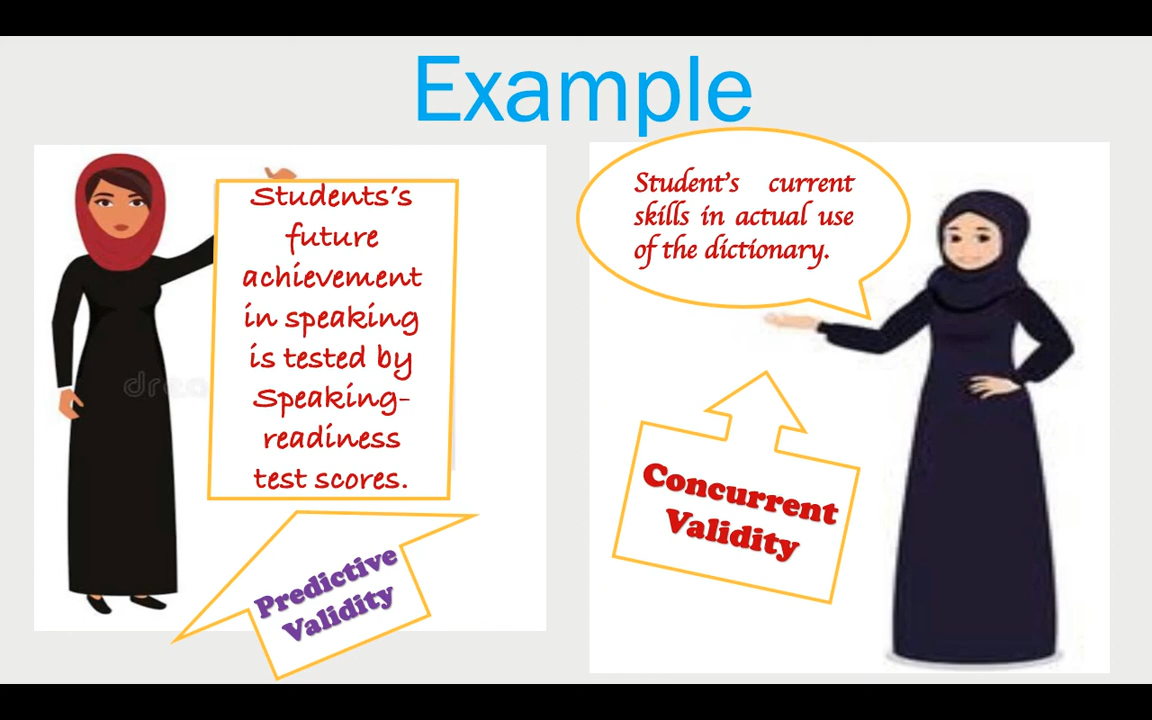 Example
Students's
future
achievement
in speaking
is tested by
Speaking-
readiness
test scores.
Predictive
Validity
Student's current
skills in actual use
of the dictionary.
Concurrent
Validity